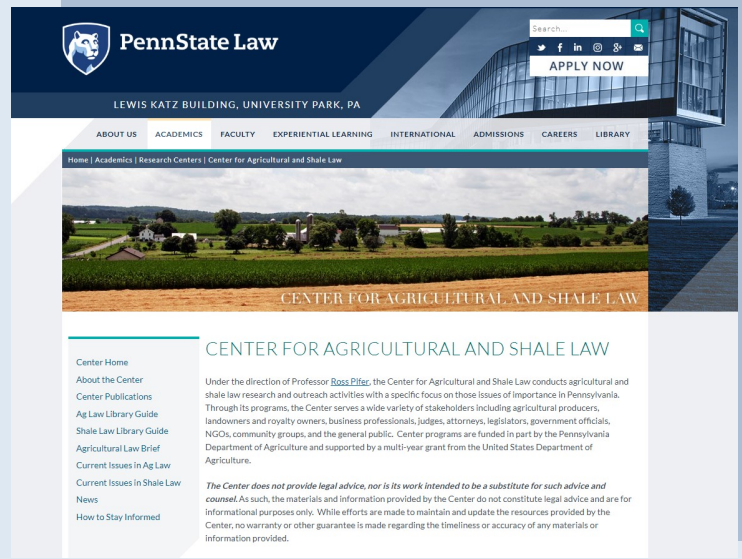 Search...
PennState Law
APPLY NOW
LEWIS KATZ BUILDING, UNIVERSITY PARK, PA
ABOUT US ACADEMICS FACULTY EXPERIENTIAL LEARNING INTERNATIONAL ADMISSIONS CAREERS LIBRARY
Home | Academics | Research Centers | Center for Agricultural and Shale Law
CENTER FOR AGRICULTURAL AND SHALE LAW
Center Home
About the Center
Center Publications
Ag Law Library Guide
Shale Law Library Guide
Agricultural Law Brief
Current Issues in Ag Law
Current Issues in Shale Law
News
How to Stay Informed
CENTER FOR AGRICULTURAL AND SHALE LAW
Under the direction of Professor Ross Pifer, the Center for Agricultural and Shale Law conducts agricultural and
shale law research and outreach activities with a specific focus on those issues of importance in Pennsylvania.
Through its programs, the Center serves a wide variety of stakeholders including agricultural producers,
landowners and royalty owners, business professionals, judges, attorneys, legislators, government officials,
NGOs, community groups, and the general public. Center programs are funded in part by the Pennsylvania
Department of Agriculture and supported by a multi-year grant from the United States Department of
Agriculture.
The Center does not provide legal advice, nor is its work intended to be a substitute for such advice and
counsel. As such, the materials and information provided by the Center do not constitute legal advice and are for
informational purposes only. While efforts are made to maintain and update the resources provided by the
Center, no warranty or other guarantee is made regarding the timeliness or accuracy of any materials or
information provided.